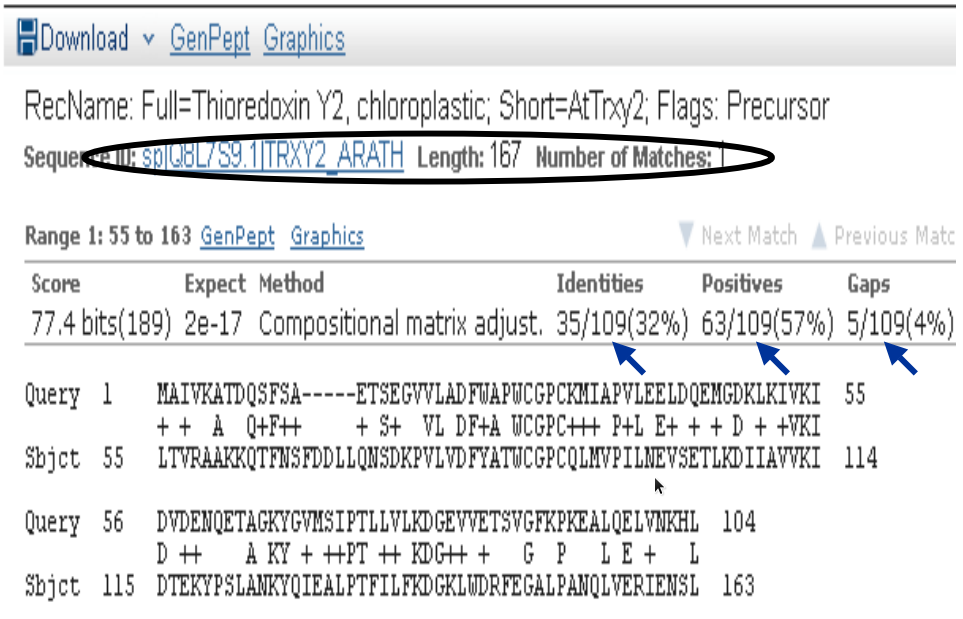 Download GenPept Graphics
RecName: Full=Thioredoxin Y2, chloroplastic; Short=AtTrxy2; Flags: Precursor
Sequence ID: sp|Q8L7S9.1|TRXY2_ARATH Length: 167 Number of Matches: 1
Range 1: 55 to 163 GenPept Graphics Next Match Previous Matc
Score Expect Method Identities Positives Gaps
77.4 bits(189) 2e-17 Compositional matrix adjust. 35/109(32%) 63/109(57%) 5/109(4%)
Query 1 MAIVKATDQSFSA-----ETSEGVVLADFWAPWCGPCKMIAPVLEELDQEMGDKLKIVKI 55
+ + A Q+F++ + S+ VL DF+A WCGPC+++ P+L E+ + + D + +VKI
Sbjct 55 LTVRAAKKQTFNSFDDLLQNSDKPVLVDFYATWCGPCQLMVPILNEVSETLKDIIAVVKI 114
Query 56 DVDENQETAGKYGVMSIPTLLVLKDGEVVETSVGFKPKEALQELVNKHL 104
D ++ A KY + ++PT ++ KDG++ + G P L E + L
Sbjct 115 DTEKYPSLANKYQIEALPTFILFKDGKLWDRFEGALPANQLVERIENSL 163